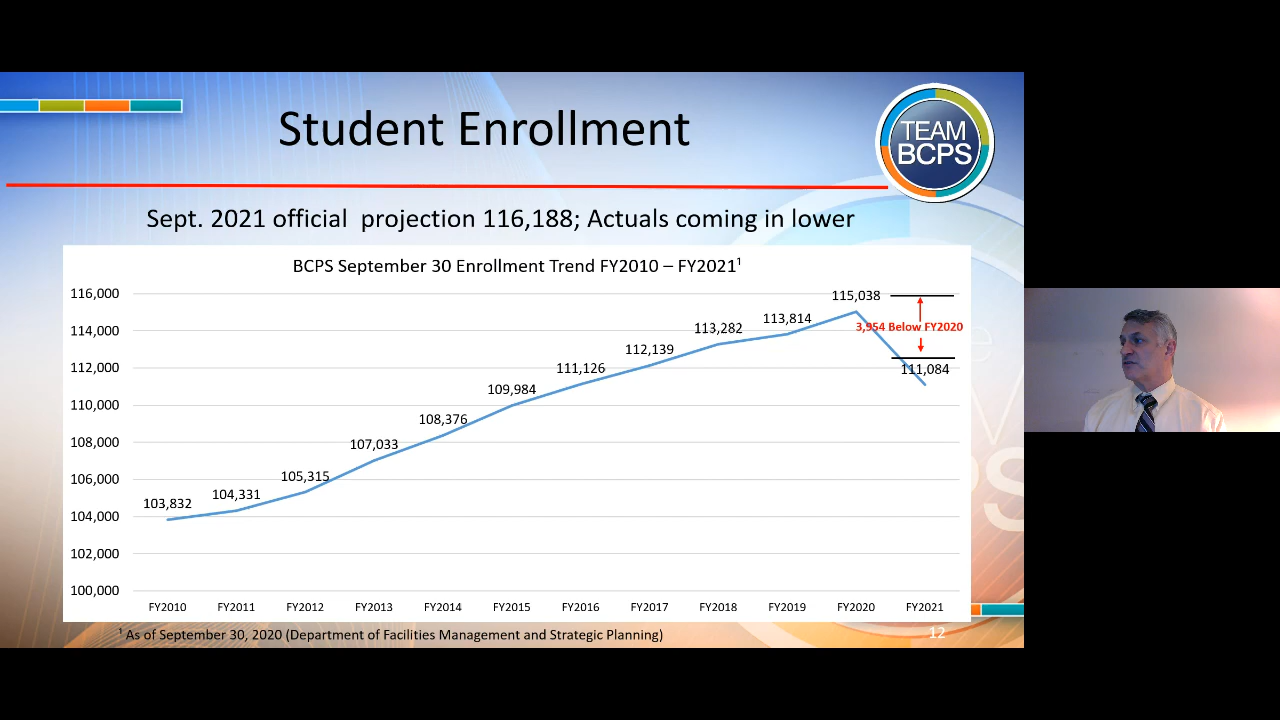 Student Enrollment
TEAM
BCPS
Sept. 2021 official projection 116,188; Actuals coming in lower
BCPS September 30 Enrollment Trend FY2010 – FY2021¹
116,000
114,000
112,000
110,000
108,000
106,000
104,000
102,000
100,000
103,832
104,331
105,315
107,033
108,376
109,984
111,126
112,139
113,282
113,814
115,038
3,954 Below FY2020
111,084
FY2010 FY2011 FY2012 FY2013 FY2014 FY2015 FY2016 FY2017 FY2018 FY2019 FY2020 FY2021
¹ As of September 30, 2020 (Department of Facilities Management and Strategic Planning)
12